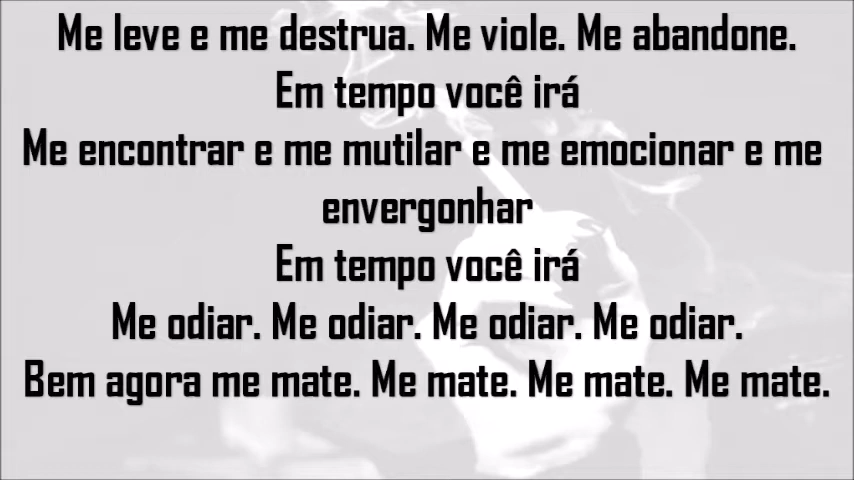 Me leve e me destrua. Me viole. Me abandone.
Em tempo você irá
Me encontrar e me mutilar e me emocionar e me
envergonhar
Em tempo você irá
Me odiar. Me odiar. Me odiar. Me odiar.
Bem agora me mate. Me mate. Me mate. Me mate.